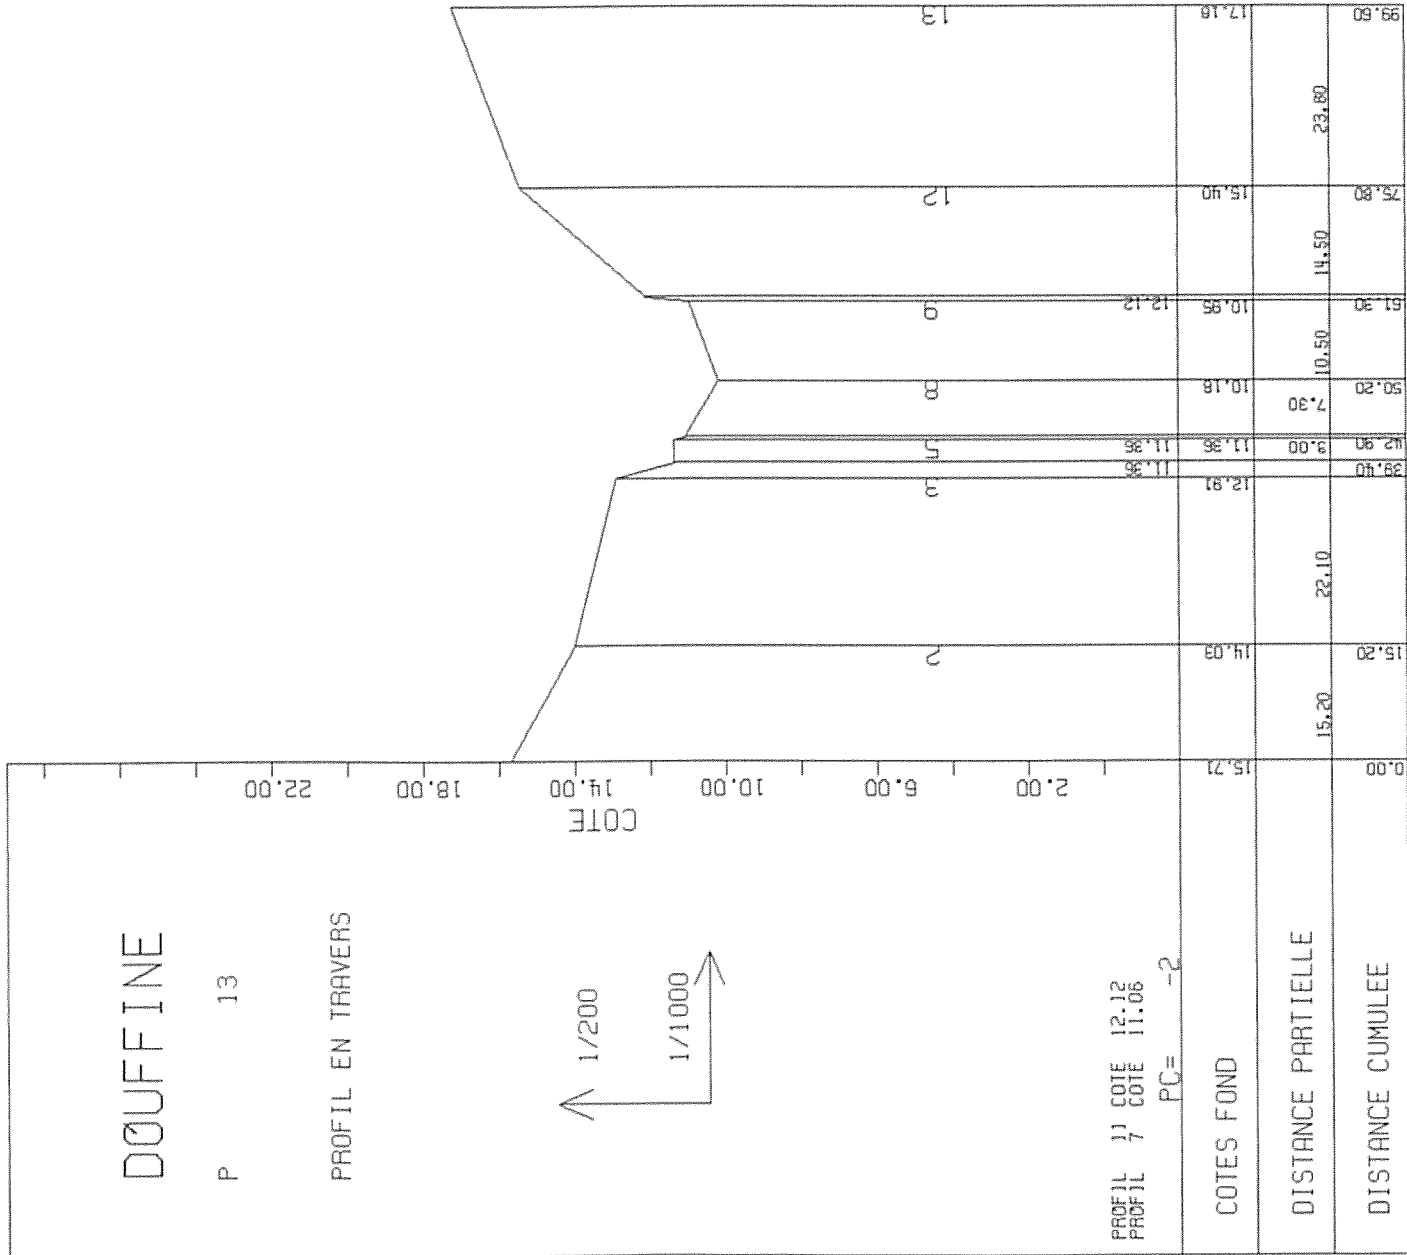 DOUFFINE
P 13
PROFIL EN TRAVERS
1/200
1/1000
COTE
22.00
18.00
14.00
10.00
6.00
2.00
2
3
5
8
9
12
13
PROFIL 11 COTE 12.12
PROFIL 7 COTE 11.06
PC= -2
11.36 11.36 12.12
COTES FOND 15.71 14.03 12.91 11.36 10.18 10.95 15.40 17.18
DISTANCE PARTIELLE 15.20 22.10 3.00 7.30 10.50 14.50 23.80
DISTANCE CUMULEE 0.00 15.20 39.40 42.90 50.20 61.30 75.80 99.60